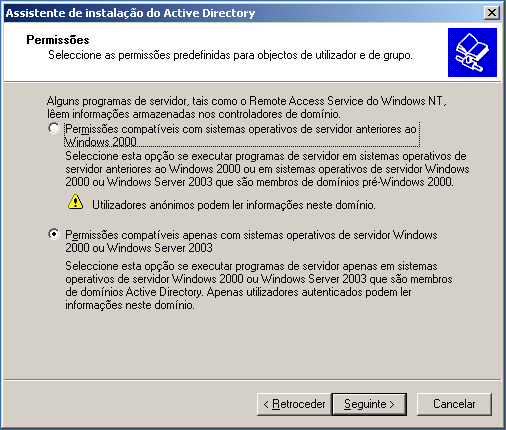 Assistente de instalação do Active Directory
Permissões
Seleccione as permissões predefinidas para objectos de utilizador e de grupo.
Alguns programas de servidor, tais como o Remote Access Service do Windows NT,
lêem informações armazenadas nos controladores de domínio.
Permissões compatíveis com sistemas operativos de servidor anteriores ao
Windows 2000
Seleccione esta opção se executar programas de servidor em sistemas operativos de
servidor anteriores ao Windows 2000 ou em sistemas operativos de servidor Windows
2000 ou Windows Server 2003 que são membros de domínios pré-Windows 2000.
Utilizadores anónimos podem ler informações neste domínio.
Permissões compatíveis apenas com sistemas operativos de servidor Windows
2000 ou Windows Server 2003
Seleccione esta opção se executar programas de servidor apenas em sistemas
operativos de servidor Windows 2000 ou Windows Server 2003 que são membros
de domínios Active Directory. Apenas utilizadores autenticados podem ler
informações neste domínio.
< Retroceder
Seguinte >
Cancelar